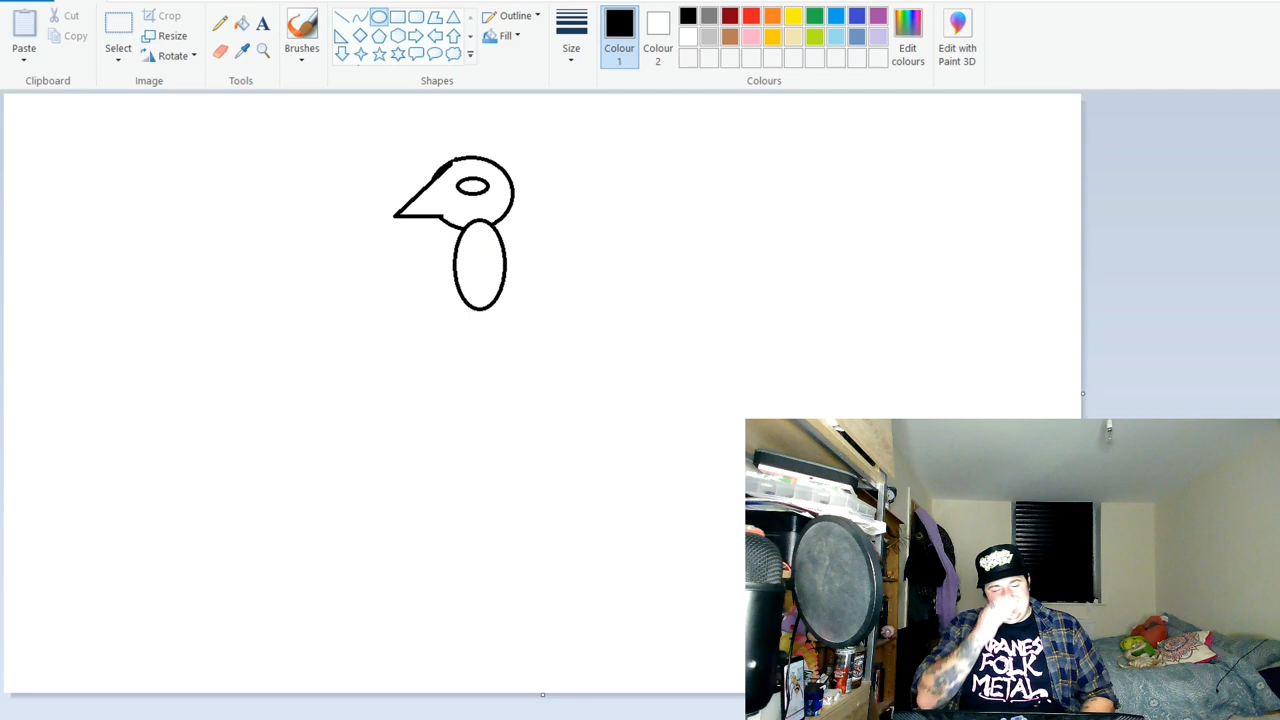 Paste
Cut
Copy
Clipboard
Select
Crop
Resize
Rotate
Image
A
Tools
Brushes
Shapes
Outline
Fill
Size
Colour
1
Colour
2
Edit
colours
Colours
Edit with
Paint 3D
FOLK
METAL